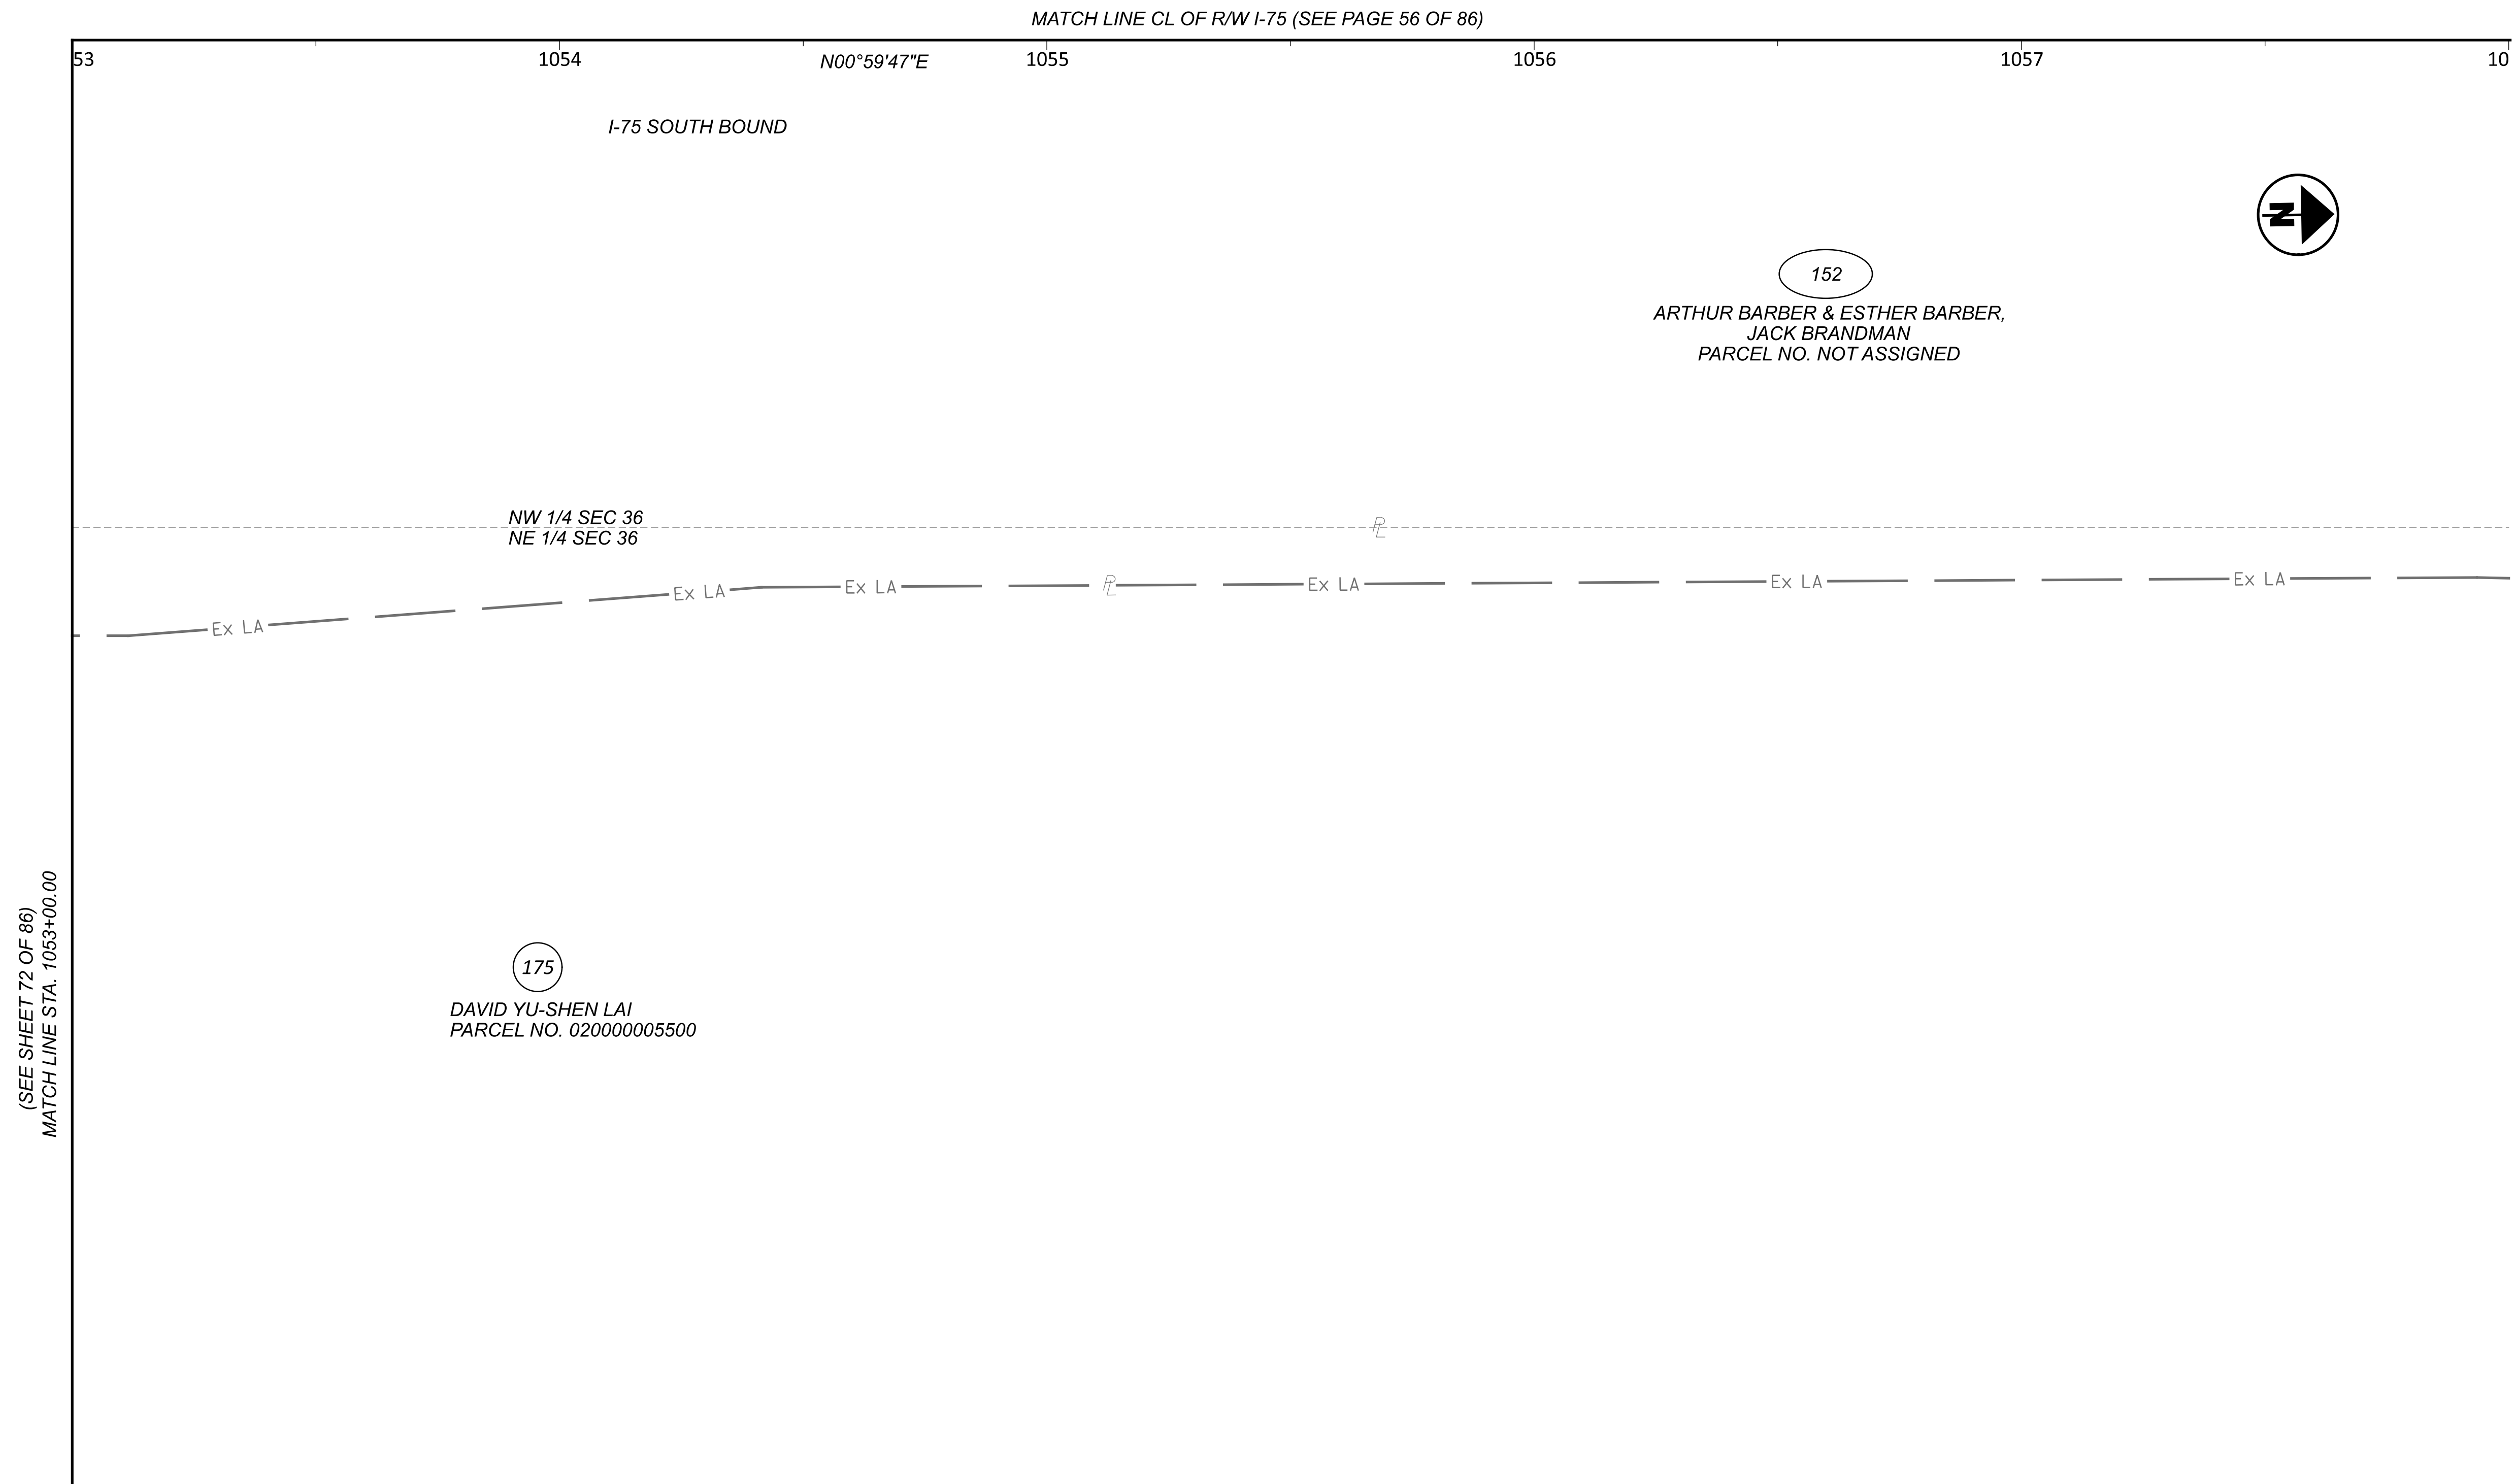 MATCH LINE CL OF R/W I-75 (SEE PAGE 56 OF 86)
53 1054 N00°59'47"E 1055 1056 1057 10
I-75 SOUTH BOUND
N
152
ARTHUR BARBER & ESTHER BARBER,
JACK BRANDMAN
PARCEL NO. NOT ASSIGNED
NW 1/4 SEC 36
PL
NE 1/4 SEC 36
Ex LA Ex LA Ex LA PL Ex LA Ex LA Ex LA
175
DAVID YU-SHEN LAI
PARCEL NO. 020000005500
(SEE SHEET 72 OF 86)
MATCH LINE STA. 1053+00.00